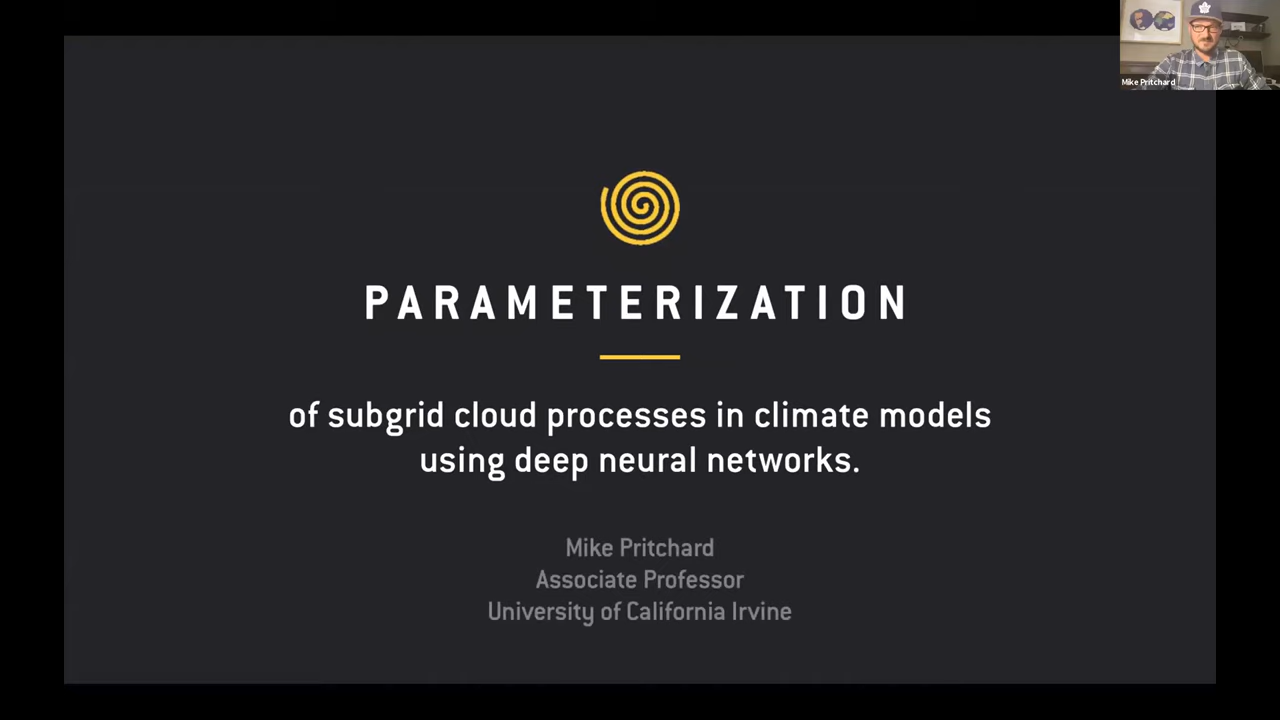 Mike Pritchard
PARAMETERIZATION
of subgrid cloud processes in climate models
using deep neural networks.
Mike Pritchard
Associate Professor
University of California Irvine